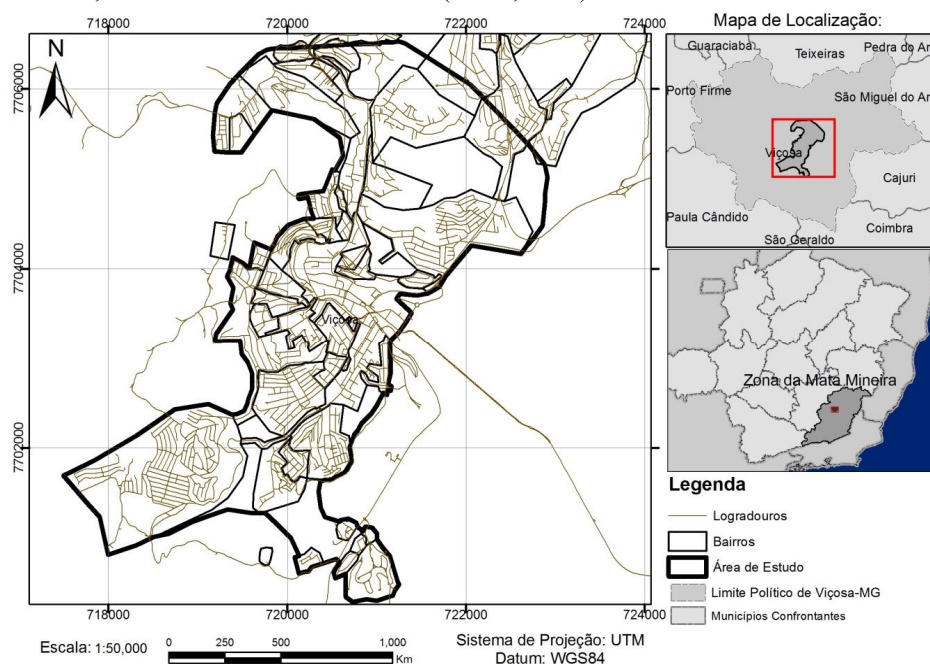 Mapa de Localização:
718000 720000 722000 724000
N
7706000
7704000
7702000
Viçosa
718000 720000 722000 724000
Guaraciaba
Teixeiras
Pedra do An
Porto Firme
São Miguel do An
Viçosa
Cajuri
Paula Cândido
Coimbra
São Geraldo
Zona da Mata Mineira
Legenda
Logradouros
Bairros
Área de Estudo
Limite Político de Viçosa-MG
Municípios Confrontantes
Escala: 1:50,000
0 250 500 1,000
Km
Sistema de Projeção: UTM
Datum: WGS84